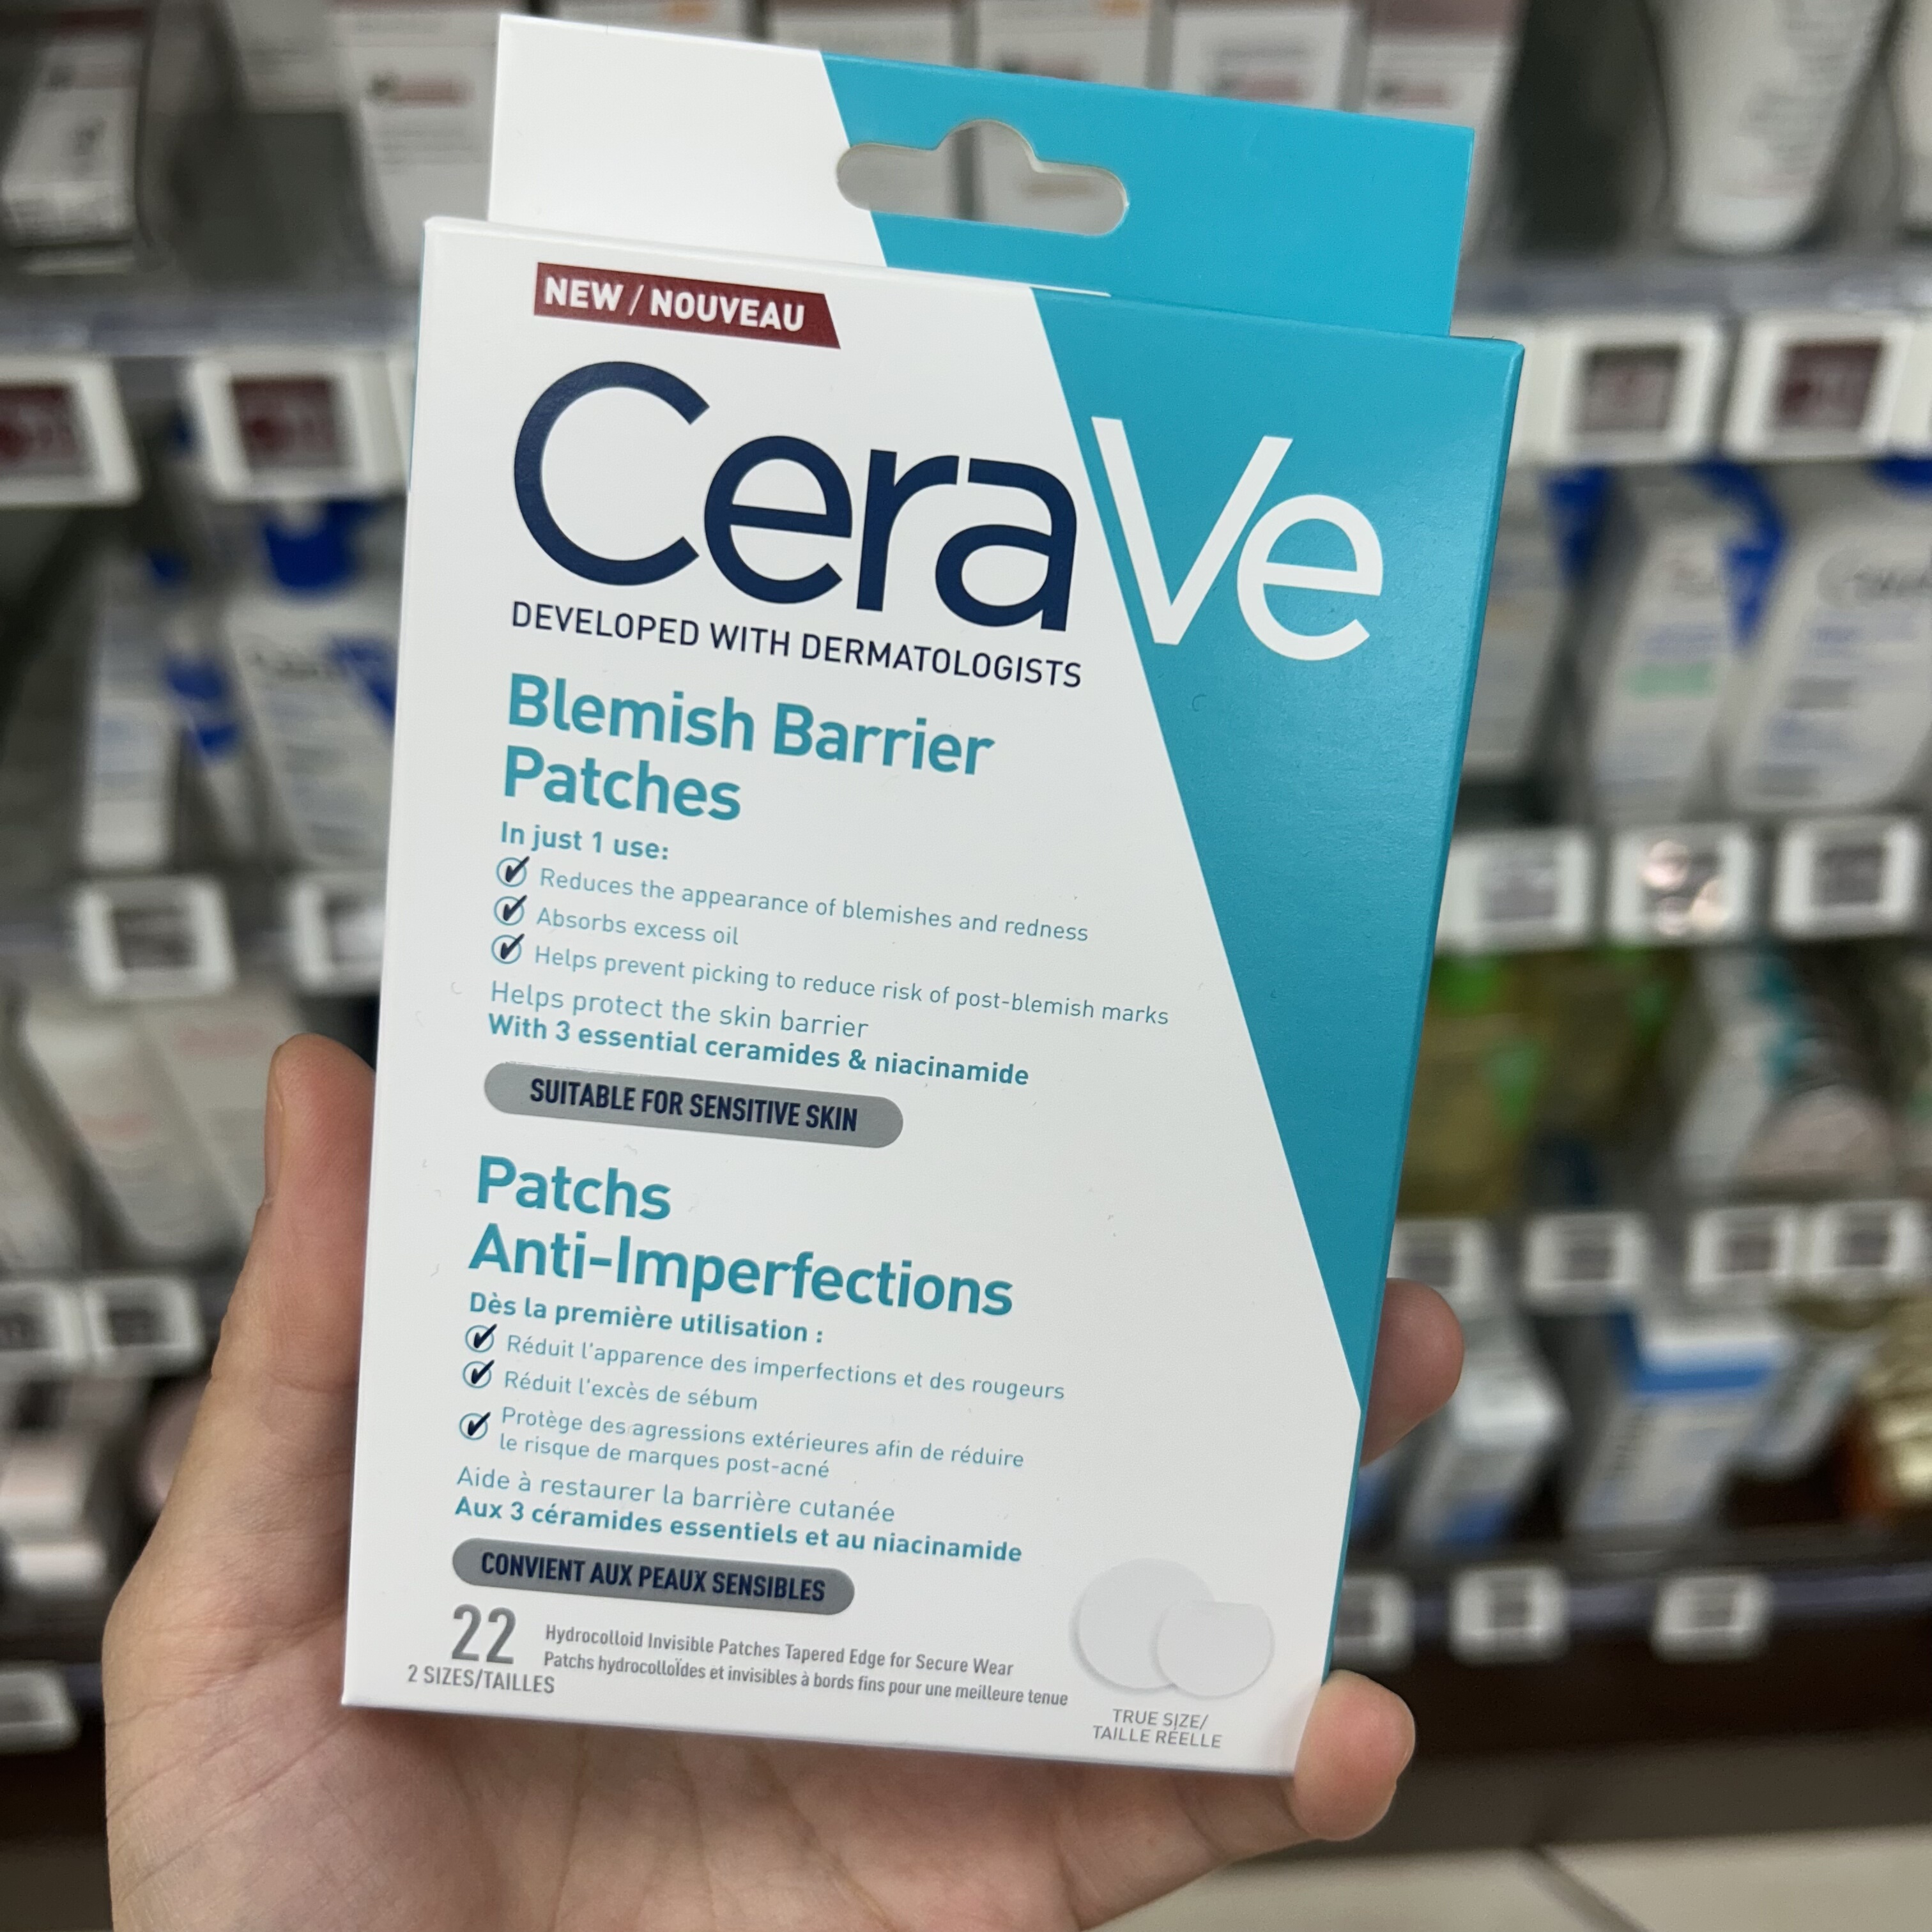 NEW / NOUVEAU
CeraVe
DEVELOPED WITH DERMATOLOGISTS
Blemish Barrier
Patches
In just 1 use:
Reduces the appearance of blemishes and redness
Absorbs excess oil
Helps prevent picking to reduce risk of post-blemish marks
Helps protect the skin barrier
With 3 essential ceramides & niacinamide
SUITABLE FOR SENSITIVE SKIN
Patchs
Anti-Imperfections
Dès la première utilisation :
Réduit l'apparence des imperfections et des rougeurs
Réduit l'excès de sébum
Protège des agressions extérieures afin de réduire
le risque de marques post-acné
Aide à restaurer la barrière cutanée
Aux 3 céramides essentiels et au niacinamide
CONVIENT AUX PEAUX SENSIBLES
22
2 SIZES/TAILLES
Hydrocolloid Invisible Patches Tapered Edge for Secure Wear
Patchs hydrocolloïdes et invisibles à bords fins pour une meilleure tenue
TRUE SIZE/
TAILLE RÉELLE